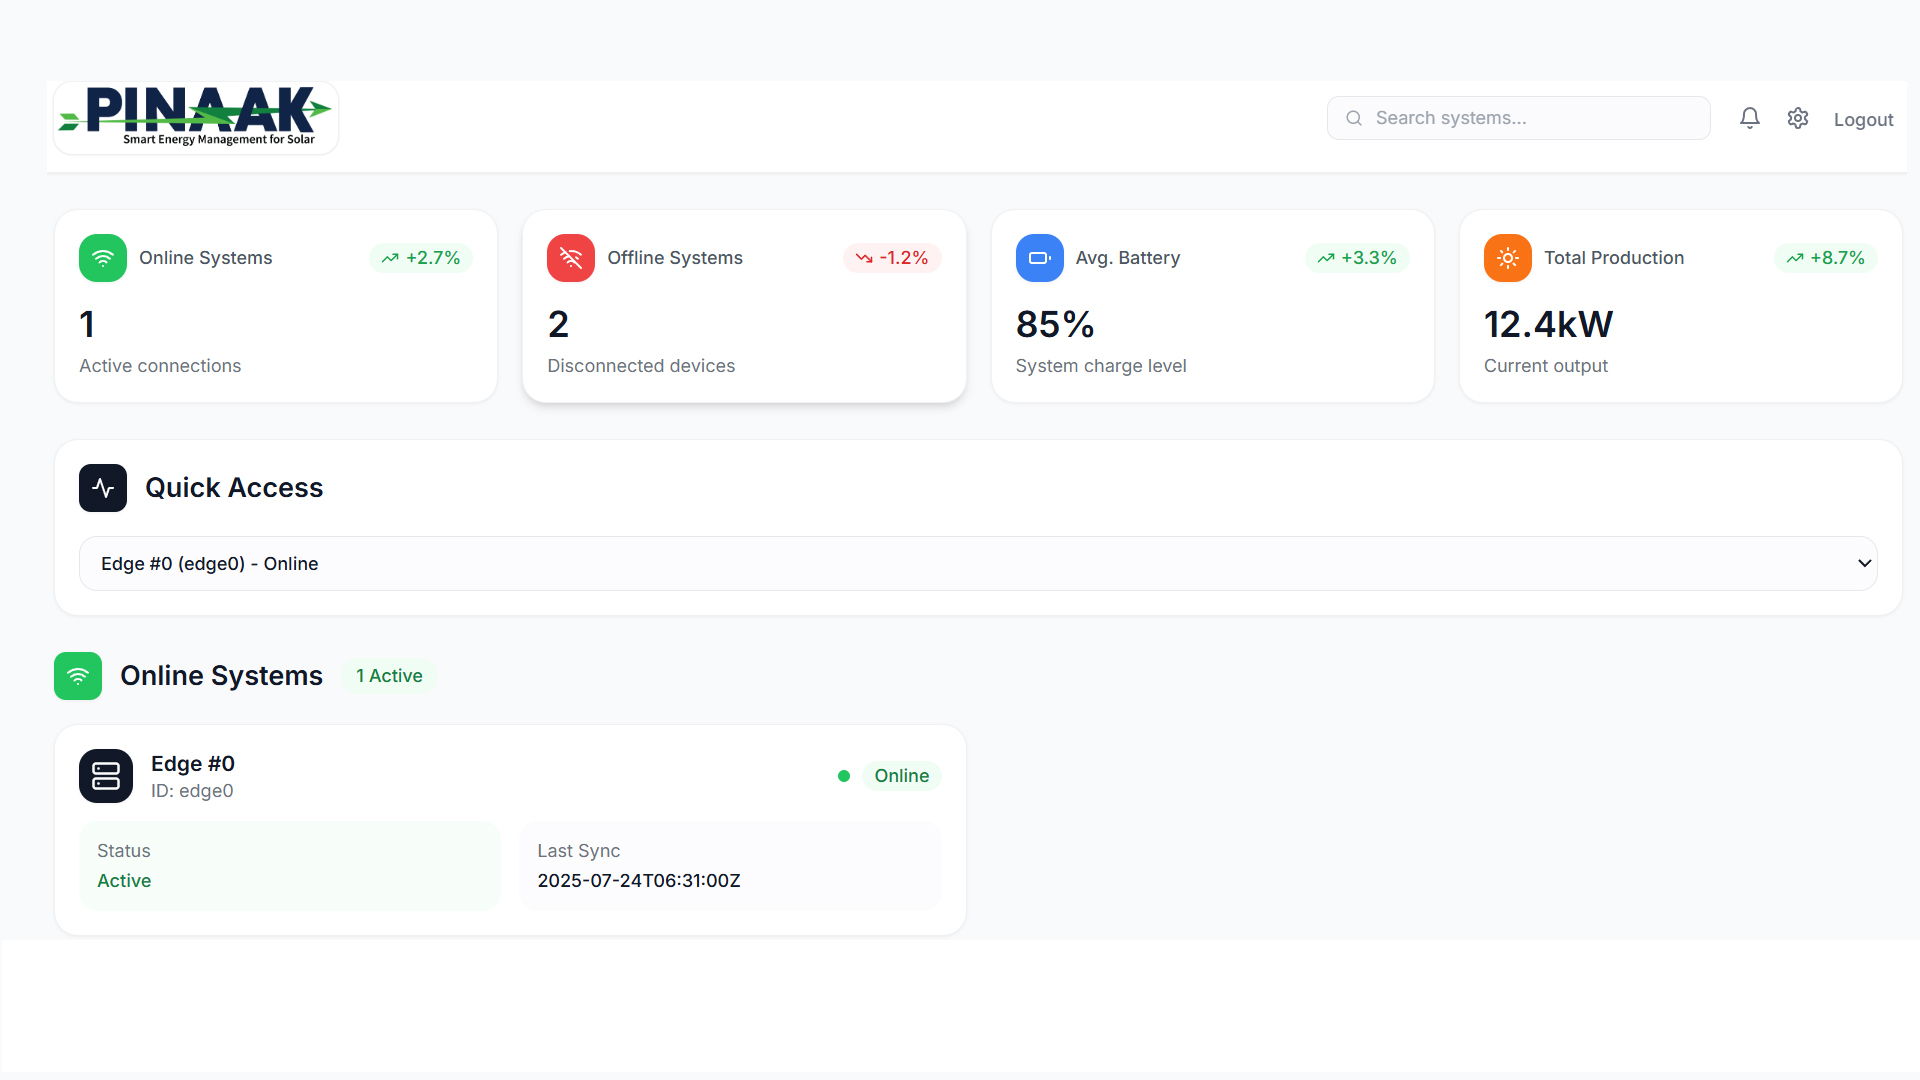 PINAAK
Smart Energy Management for Solar
Search systems...
Logout
Online Systems
+2.7%
1
Active connections
Offline Systems
-1.2%
2
Disconnected devices
Avg. Battery
+3.3%
85%
System charge level
Total Production
+8.7%
12.4kW
Current output
Quick Access
Edge #0 (edge0) - Online
Online Systems
1 Active
Edge #0
ID: edge0
Online
Status
Active
Last Sync
2025-07-24T06:31:00Z